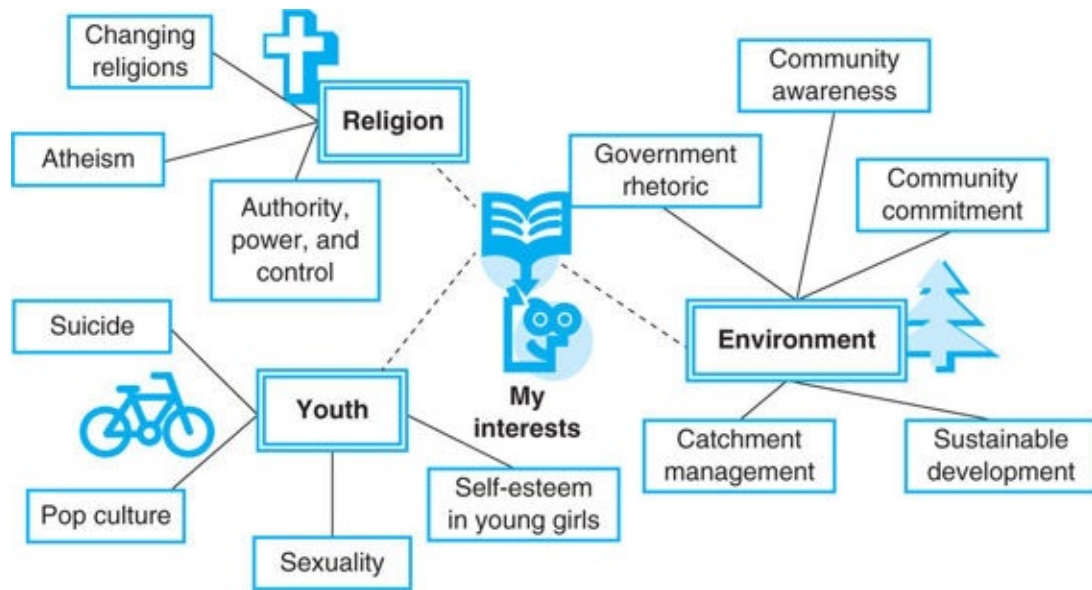 Changing
religions
Religion
Atheism
Authority,
power, and
control
Community
awareness
Government
rhetoric
Community
commitment
Environment
Catchment
management
Sustainable
development
My
interests
Suicide
Youth
Pop culture
Sexuality
Self-esteem
in young girls